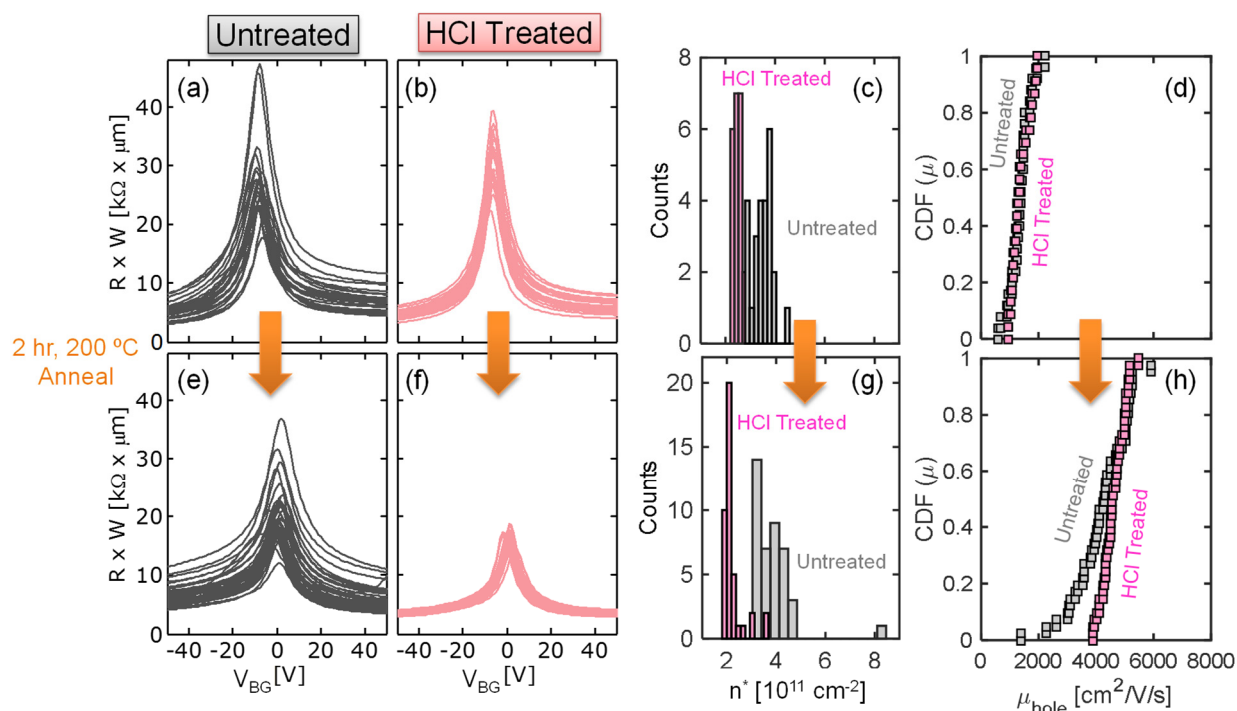 Untreated
HCl Treated
(a)
(b)
(c)
(d)
R x W [kΩ x μm]
40
30
20
10
0
HCl Treated
Untreated
Counts
8
6
4
2
0
Untreated
HCl Treated
CDF (μ)
1
0.8
0.6
0.4
0.2
0
2 hr, 200 ºC
Anneal
(e)
(f)
(g)
(h)
R x W [kΩ x μm]
40
30
20
10
0
-40 -20 0 20 40
V_BG [V]
-40 -20 0 20 40
V_BG [V]
HCl Treated
Untreated
Counts
20
15
10
5
0
2 4 6 8
n* [10¹¹ cm⁻²]
Untreated
HCl Treated
CDF (μ)
1
0.8
0.6
0.4
0.2
0
0 2000 4000 6000 8000
μ_hole [cm²/V/s]